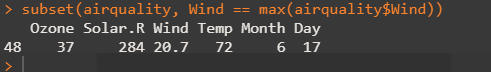 > subset(airquality, Wind == max(airquality$Wind))
   Ozone Solar.R Wind Temp Month Day
48    37     284 20.7   72     6  17
>